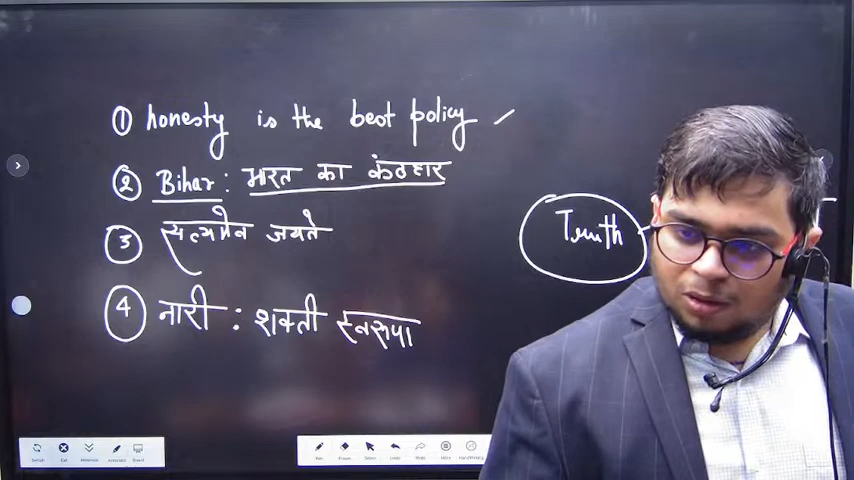 ① honesty is the best policy
② Bihar : भारत का कंठहार
③ सत्यमेव जयते
④ नारी : शक्ती स्वरूपा
Truth